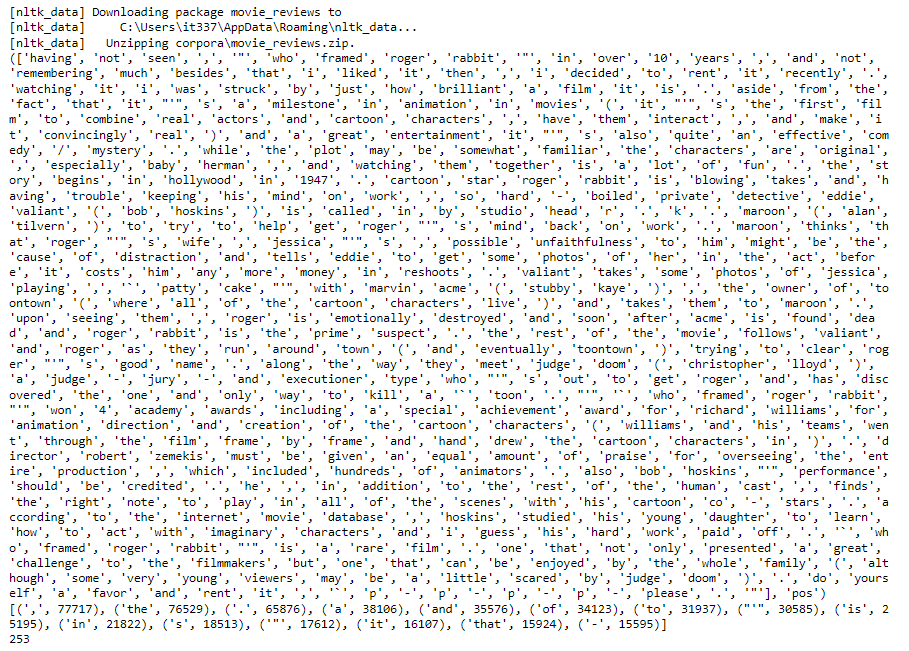 [nltk_data] Downloading package movie_reviews to
[nltk_data]     C:\Users\it337\AppData\Roaming\nltk_data...
[nltk_data]   Unzipping corpora\movie_reviews.zip.
(['having', 'not', 'seen', ',', '"', 'who', 'framed', 'roger', 'rabbit', '"', 'in', 'over', '10', 'years', ',', 'and', 'not',
'remembering', 'much', 'besides', 'that', 'i', 'liked', 'it', 'then', ',', 'i', 'decided', 'to', 'rent', 'it', 'recently', '.',
'watching', 'it', 'i', 'was', 'struck', 'by', 'just', 'how', 'brilliant', 'a', 'film', 'it', 'is', '.', 'aside', 'from', 'the',
'fact', 'that', 'it', "'", 's', 'a', 'milestone', 'in', 'animation', 'in', 'movies', '(', 'it', "'", 's', 'the', 'first', 'fil
m', 'to', 'combine', 'real', 'actors', 'and', 'cartoon', 'characters', ',', 'have', 'them', 'interact', ',', 'and', 'make', 'i
t', 'convincingly', 'real', ')', 'and', 'a', 'great', 'entertainment', 'it', "'", 's', 'also', 'quite', 'an', 'effective', 'com
edy', '/', 'mystery', '.', 'while', 'the', 'plot', 'may', 'be', 'somewhat', 'familiar', 'the', 'characters', 'are', 'original',
',', 'especially', 'baby', 'herman', ',', 'and', 'watching', 'them', 'together', 'is', 'a', 'lot', 'of', 'fun', '.', 'the', 'st
ory', 'begins', 'in', 'hollywood', 'in', '1947', '.', 'cartoon', 'star', 'roger', 'rabbit', 'is', 'blowing', 'takes', 'and', 'h
aving', 'trouble', 'keeping', 'his', 'mind', 'on', 'work', ',', 'so', 'hard', '-', 'boiled', 'private', 'detective', 'eddie',
'valiant', '(', 'bob', 'hoskins', ')', 'is', 'called', 'in', 'by', 'studio', 'head', 'r', '.', 'k', '.', 'maroon', '(', 'alan',
'tilvern', ')', 'to', 'try', 'to', 'help', 'get', 'roger', "'", 's', 'mind', 'back', 'on', 'work', '.', 'maroon', 'thinks', 'th
at', 'roger', "'", 's', 'wife', ',', 'jessica', "'", 's', ',', 'possible', 'unfaithfulness', 'to', 'him', 'might', 'be', 'the',
'cause', 'of', 'distraction', 'and', 'tells', 'eddie', 'to', 'get', 'some', 'photos', 'of', 'her', 'in', 'the', 'act', 'befor
e', 'it', 'costs', 'him', 'any', 'more', 'money', 'in', 'reshoots', '.', 'valiant', 'takes', 'some', 'photos', 'of', 'jessica',
'playing', ',', '`', 'patty', 'cake', "'", 'with', 'marvin', 'acme', '(', 'stubby', 'kaye', ')', ',', 'the', 'owner', 'of', 'to
ontown', '(', 'where', 'all', 'of', 'the', 'cartoon', 'characters', 'live', ')', 'and', 'takes', 'them', 'to', 'maroon', '.',
'upon', 'seeing', 'them', ',', 'roger', 'is', 'emotionally', 'destroyed', 'and', 'soon', 'after', 'acme', 'is', 'found', 'dea
d', 'and', 'roger', 'rabbit', 'is', 'the', 'prime', 'suspect', '.', 'the', 'rest', 'of', 'the', 'movie', 'follows', 'valiant',
'and', 'roger', 'as', 'they', 'run', 'around', 'town', '(', 'and', 'eventually', 'toontown', ')', 'trying', 'to', 'clear', 'rog
er', "'", 's', 'good', 'name', '.', 'along', 'the', 'way', 'they', 'meet', 'judge', 'doom', '(', 'christopher', 'lloyd', ')',
'a', 'judge', '-', 'jury', '-', 'and', 'executioner', 'type', 'who', "'", 's', 'out', 'to', 'get', 'roger', 'and', 'has', 'disc
overed', 'the', 'one', 'and', 'only', 'way', 'to', 'kill', 'a', '`', 'toon', '.', "'", '`', 'who', 'framed', 'roger', 'rabbit',
"'", 'won', '4', 'academy', 'awards', 'including', 'a', 'special', 'achievement', 'award', 'for', 'richard', 'williams', 'for',
'animation', 'direction', 'and', 'creation', 'of', 'the', 'cartoon', 'characters', '(', 'williams', 'and', 'his', 'teams', 'wen
t', 'through', 'the', 'film', 'frame', 'by', 'frame', 'and', 'hand', 'drew', 'the', 'cartoon', 'characters', 'in', ')', '.', 'd
irector', 'robert', 'zemekis', 'must', 'be', 'given', 'an', 'equal', 'amount', 'of', 'praise', 'for', 'overseeing', 'the', 'ent
ire', 'production', ',', 'which', 'included', 'hundreds', 'of', 'animators', '.', 'also', 'bob', 'hoskins', "'", 'performance',
'should', 'be', 'credited', '.', 'he', ',', 'in', 'addition', 'to', 'the', 'rest', 'of', 'the', 'human', 'cast', ',', 'finds',
'the', 'right', 'note', 'to', 'play', 'in', 'all', 'of', 'the', 'scenes', 'with', 'his', 'cartoon', 'co', '-', 'stars', '.', 'a
ccording', 'to', 'the', 'internet', 'movie', 'database', ',', 'hoskins', 'studied', 'his', 'young', 'daughter', 'to', 'learn',
'how', 'to', 'act', 'with', 'imaginary', 'characters', 'and', 'i', 'guess', 'his', 'hard', 'work', 'paid', 'off', '.', '`', 'wh
o', 'framed', 'roger', 'rabbit', "'", 'is', 'a', 'rare', 'film', '.', 'one', 'that', 'not', 'only', 'presented', 'a', 'great',
'challenge', 'to', 'the', 'filmmakers', 'but', 'one', 'that', 'can', 'be', 'enjoyed', 'by', 'the', 'whole', 'family', '(', 'alt
hough', 'some', 'very', 'young', 'viewers', 'may', 'be', 'a', 'little', 'scared', 'by', 'judge', 'doom', ')', '.', 'do', 'yours
elf', 'a', 'favor', 'and', 'rent', 'it', '.', '`', 'p', '-', 'p', '-', 'p', '-', 'p', '-', 'please', '.', '"'], 'pos')
[(',', 77717), ('the', 76529), ('.', 65876), ('a', 38106), ('and', 35576), ('of', 34123), ('to', 31937), ("'", 30585), ('is', 2
5195), ('in', 21822), ('s', 18513), ('"', 17612), ('it', 16107), ('that', 15924), ('-', 15595)]
253